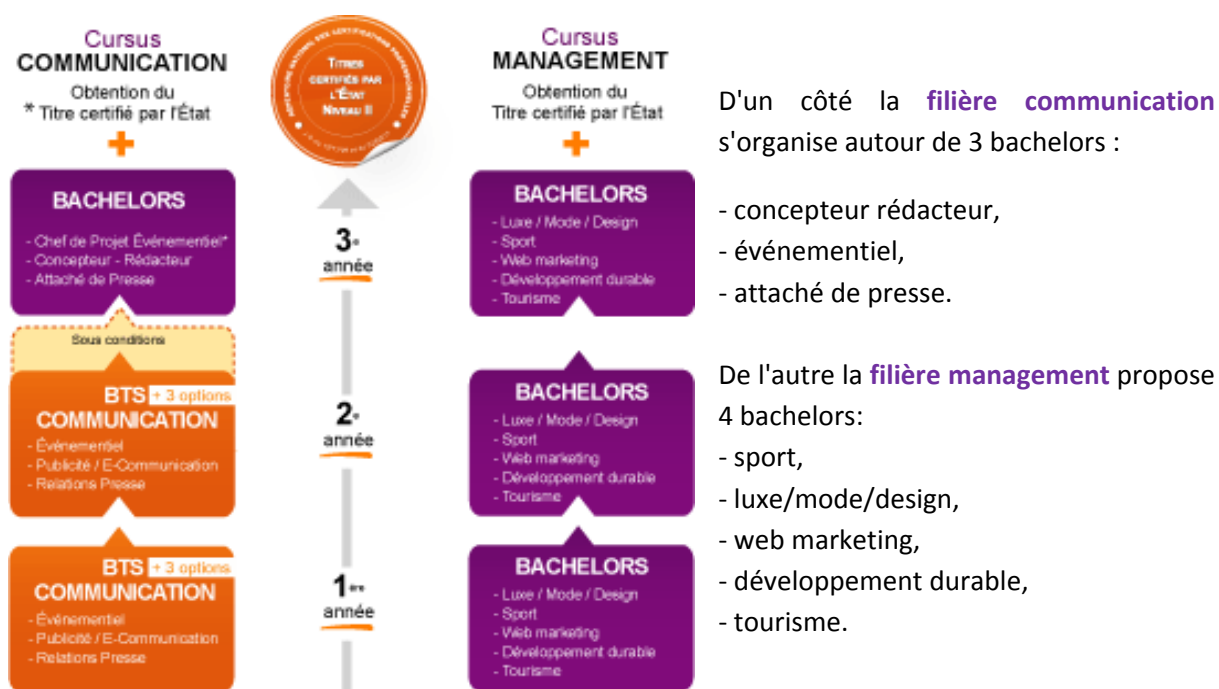 Cursus
COMMUNICATION
Obtention du
* Titre certifié par l'État
+
BACHELORS
- Chef de Projet Événementiel*
- Concepteur - Rédacteur
- Attaché de Presse
Sous conditions
BTS + 3 options
COMMUNICATION
- Événementiel
- Publicité / E-Communication
- Relations Presse
BTS + 3 options
COMMUNICATION
- Événementiel
- Publicité / E-Communication
- Relations Presse
TITRES
CERTIFIÉS PAR
L'ÉTAT
NIVEAU II
3e
année
2e
année
1ère
année
Cursus
MANAGEMENT
Obtention du
Titre certifié par l'État
+
BACHELORS
- Luxe / Mode / Design
- Sport
- Web marketing
- Développement durable
- Tourisme
BACHELORS
- Luxe / Mode / Design
- Sport
- Web marketing
- Développement durable
- Tourisme
BACHELORS
- Luxe / Mode / Design
- Sport
- Web marketing
- Développement durable
- Tourisme
D'un côté la filière communication
s'organise autour de 3 bachelors :
- concepteur rédacteur,
- événementiel,
- attaché de presse.
De l'autre la filière management propose
4 bachelors:
- sport,
- luxe/mode/design,
- web marketing,
- développement durable,
- tourisme.